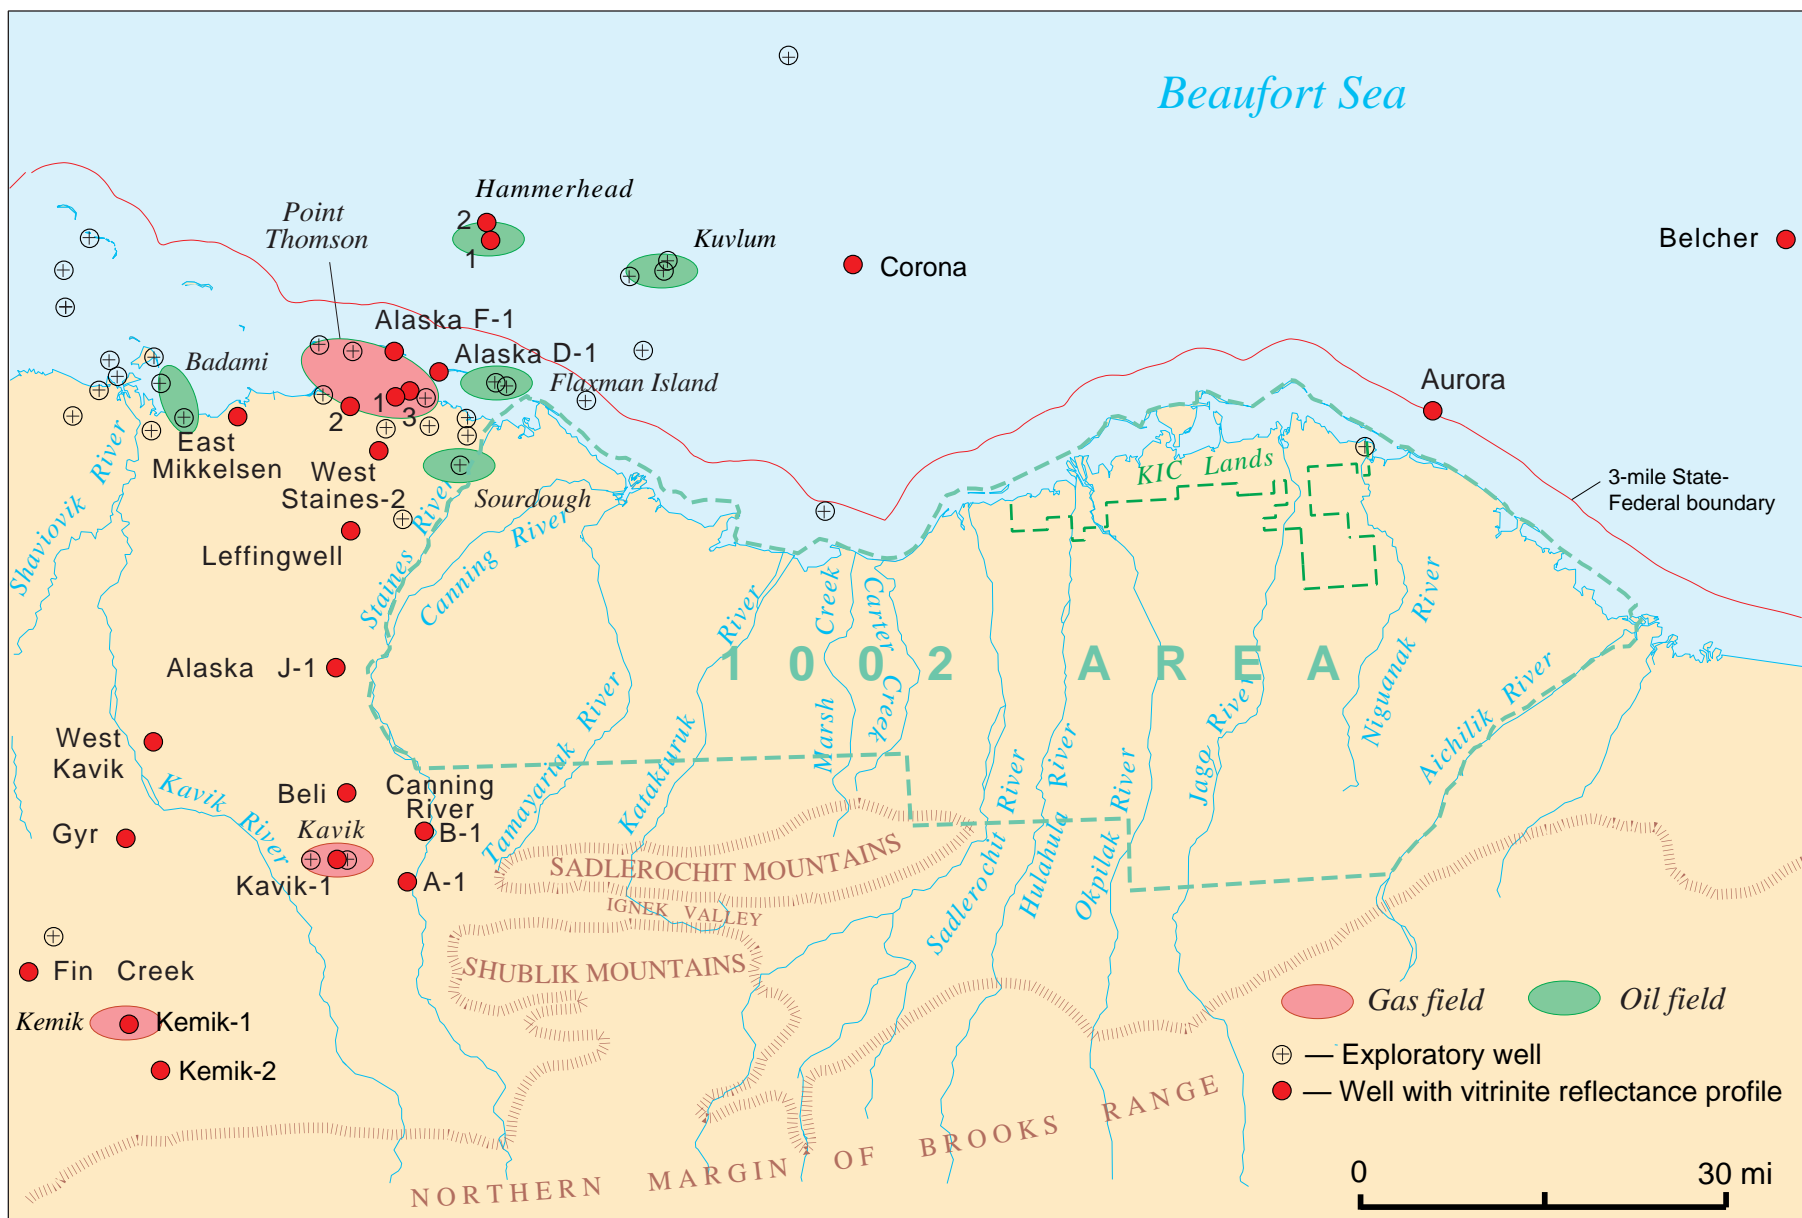 Beaufort Sea
Hammerhead
2
1
Point
Thomson
Kuvlum
Corona
Belcher
Alaska F-1
Alaska D-1
Badami
Flaxman Island
Aurora
1
3
2
East
Mikkelsen
West
Staines-2
Sourdough
KIC Lands
3-mile State-
Federal boundary
Leffingwell
Shaviovik River
Staines River
Canning River
Marsh Creek
Carter Creek
1002 AREA
Alaska J-1
West
Kavik
Kavik River
Beli
Canning
River
B-1
A-1
Gyr
Kavik
Kavik-1
Tamayariak River
Katakturuk River
Sadlerochit River
Hulahula River
Okpilak River
Jago River
Niguanak River
Aichilik River
SADLEROCHIT MOUNTAINS
IGNEK VALLEY
SHUBLIK MOUNTAINS
Fin Creek
Kemik
Kemik-1
Kemik-2
Gas field
Oil field
— Exploratory well
— Well with vitrinite reflectance profile
NORTHERN MARGIN OF BROOKS RANGE
0
30 mi